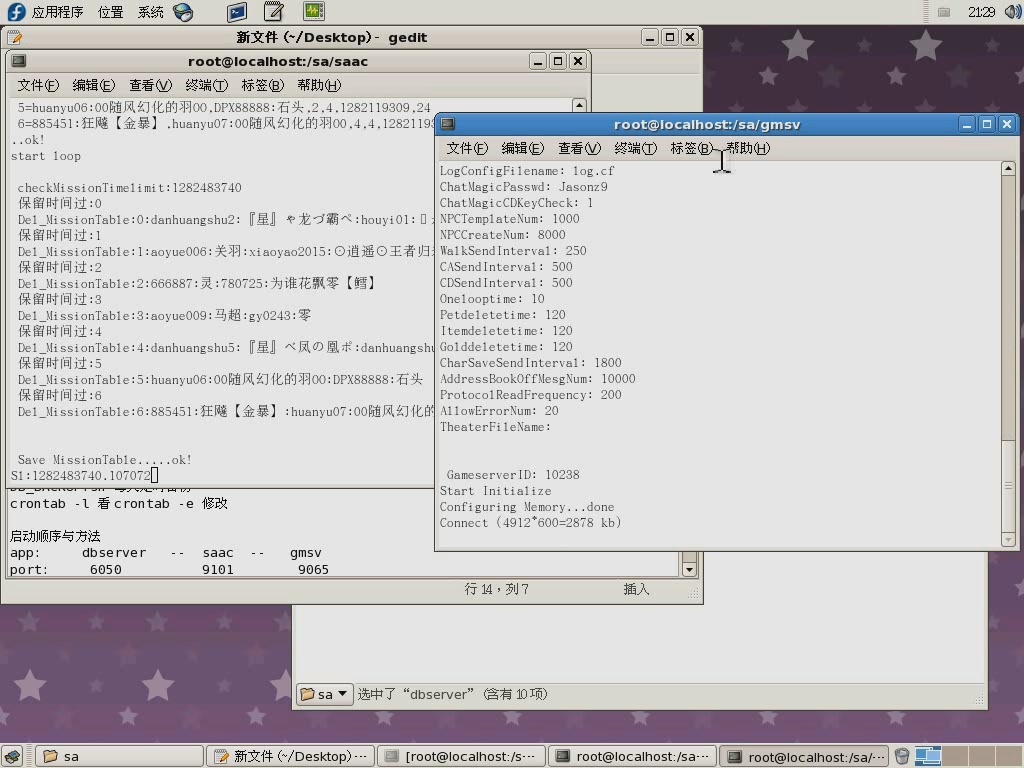 应用程序 位置 系统 21:29
新文件 (~/Desktop) - gedit
root@localhost:/sa/saac
文件(F) 编辑(E) 查看(V) 终端(T) 标签(B) 帮助(H)
5=huanyu06:00随风幻化的羽00,DPX88888:石头,2,4,1282119309,24
6=885451:狂飚【金暴】,huanyu07:00随风幻化的羽00,4,4,12821193
..ok!
start loop
checkMissionTimelimit:1282483740
保留时间过:0
Del_MissionTable:0:danhuangshu2:『星』ゃ龙づ霸ぺ:houyi01:
保留时间过:1
Del_MissionTable:1:aoyue006:关羽:xiaoyao2015:⊙逍遥⊙王者归
保留时间过:2
Del_MissionTable:2:666887:灵:780725:为谁花飘零【鳕】
保留时间过:3
Del_MissionTable:3:aoyue009:马超:gy0243:零
保留时间过:4
Del_MissionTable:4:danhuangshu5:『星』ぺ凤の凰ポ:danhuangshu
保留时间过:5
Del_MissionTable:5:huanyu06:00随风幻化的羽00:DPX88888:石头
保留时间过:6
Del_MissionTable:6:885451:狂飚【金暴】:huanyu07:00随风幻化的
Save MissionTable.....ok!
S1:1282483740.107072
crontab -l 看 crontab -e 修改
启动顺序与方法
app: dbserver -- saac -- gmsv
port: 6050 9101 9065
行 14，列 7 插入
root@localhost:/sa/gmsv
文件(F) 编辑(E) 查看(V) 终端(T) 标签(B) 帮助(H)
LogConfigFilename: log.cf
ChatMagicPasswd: Jasonz9
ChatMagicCDKeyCheck: 1
NPCTemplateNum: 1000
NPCCreateNum: 8000
WalkSendInterval: 250
CASendInterval: 500
CDSendInterval: 500
Onelooptime: 10
Petdeletetime: 120
Itemdeletetime: 120
Golddeletetime: 120
CharSaveSendInterval: 1800
AddressBookOffMesgNum: 10000
ProtocolReadFrequency: 200
AllowErrorNum: 20
TheaterFileName:
GameserverID: 10238
Start Initialize
Configuring Memory...done
Connect (4912*600=2878 kb)
sa 选中了“dbserver” (含有 10 项)
sa 新文件 (~/Desktop)··· [root@localhost:/s··· root@localhost:/sa··· root@localhost:/sa/···